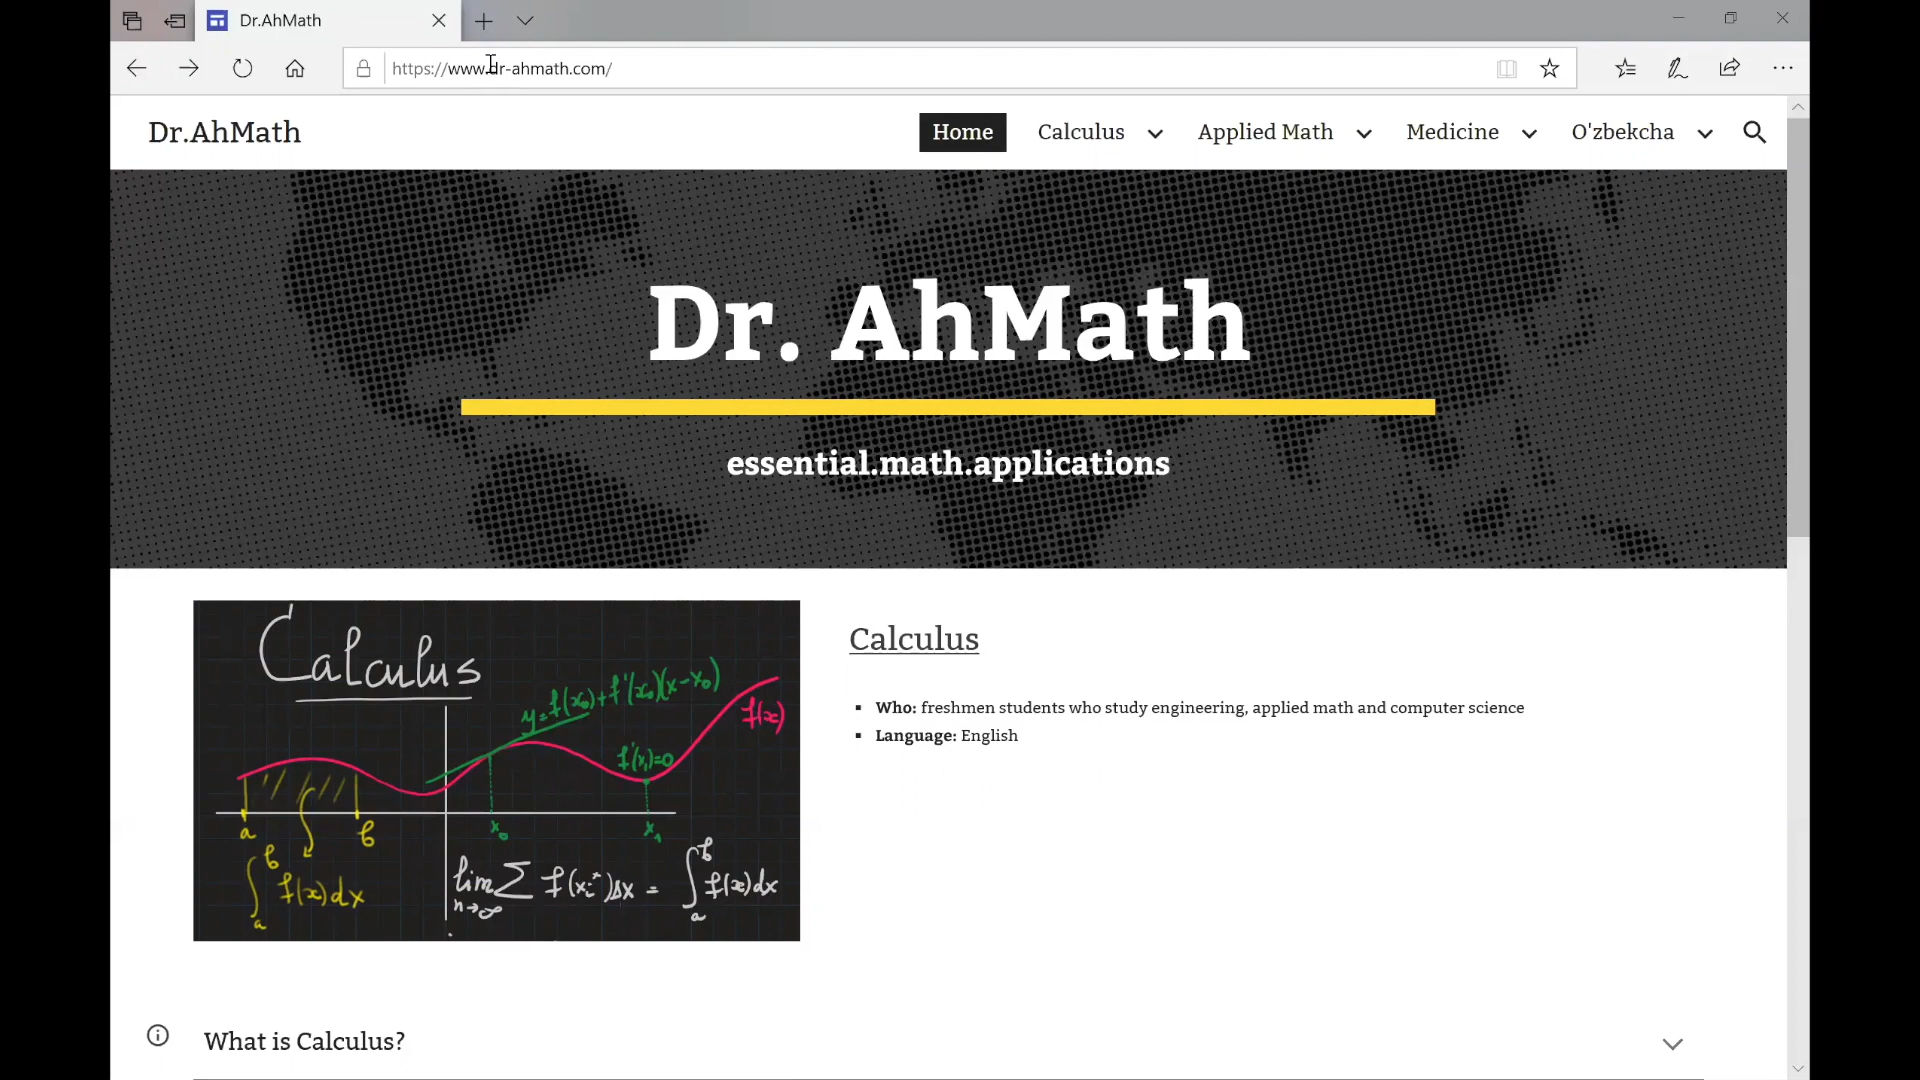 Dr.AhMath
https://www.dr-ahmath.com/
Dr.AhMath
Home
Calculus
Applied Math
Medicine
O'zbekcha
Dr. AhMath
essential.math.applications
Calculus
y=f(x₀)+f'(x₀)(x-x₀)
f(x)
f'(x₁)=0
a
b
x₀
x₁
∫ₐᵇ f(x)dx
lim n→∞ ∑ f(xᵢ*)Δx = ∫ₐᵇ f(x)dx
Calculus
▪ Who: freshmen students who study engineering, applied math and computer science
▪ Language: English
What is Calculus?